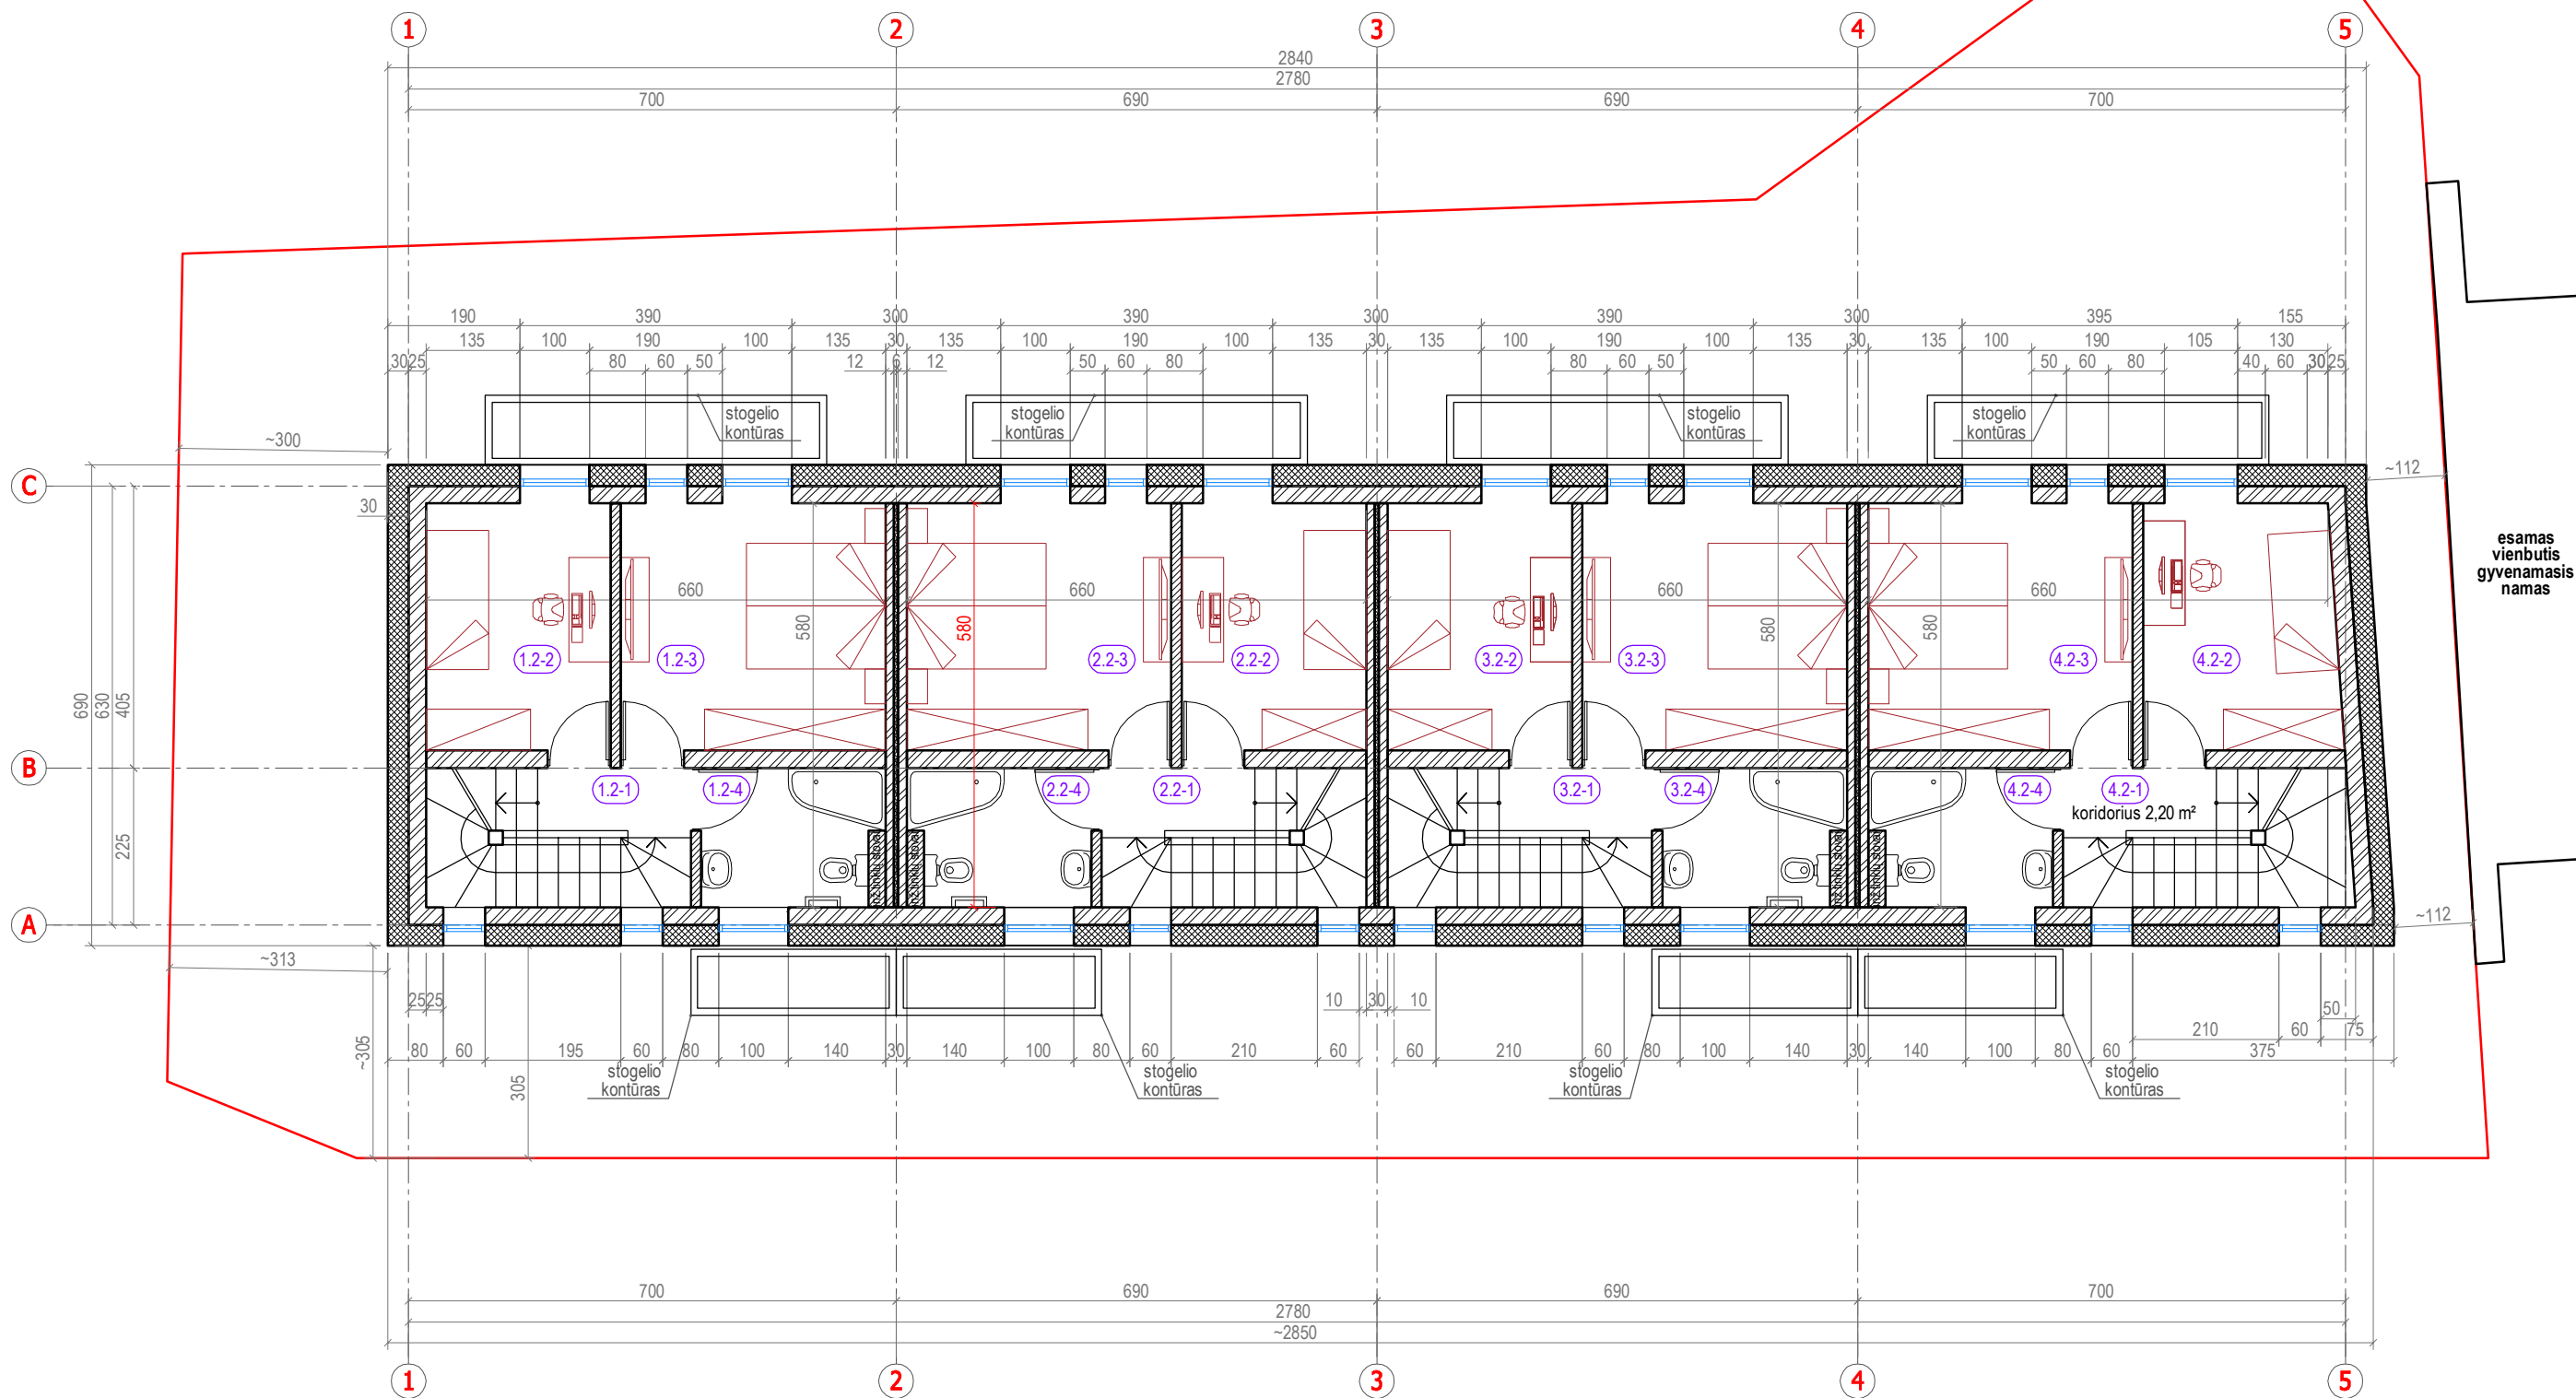 1 2 3 4 5
2840
2780
700 690 690 700
190 390 300 390 300 390 300 395 155
135 100 190 100 135 30 135 100 190 100 135 30 135 100 190 100 135 30 135 100 190 105 130
30 25 80 60 50 12 6 12 50 60 80 80 60 50 50 60 80 40 60 30 25
stogelio stogelio stogelio stogelio
kontūras kontūras kontūras kontūras
~300
~112
C
30
esamas
vienbutis
gyvenamasis
namas
660 660 660 660
580 580 580 580
1.2-2 1.2-3 2.2-3 2.2-2 3.2-2 3.2-3 4.2-3 4.2-2
690 630 405
B
1.2-1 1.2-4 2.2-4 2.2-1 3.2-1 3.2-4 4.2-4 4.2-1
koridorius 2,20 m²
225
A
~112
~313
25 25 10 30 10 50
210 60 75
80 60 195 60 80 100 140 30 140 100 80 60 210 60 60 210 60 80 100 140 30 140 100 80 60 375
~305
305
stogelio stogelio stogelio stogelio
kontūras kontūras kontūras kontūras
700 690 690 700
2780
~2850
1 2 3 4 5